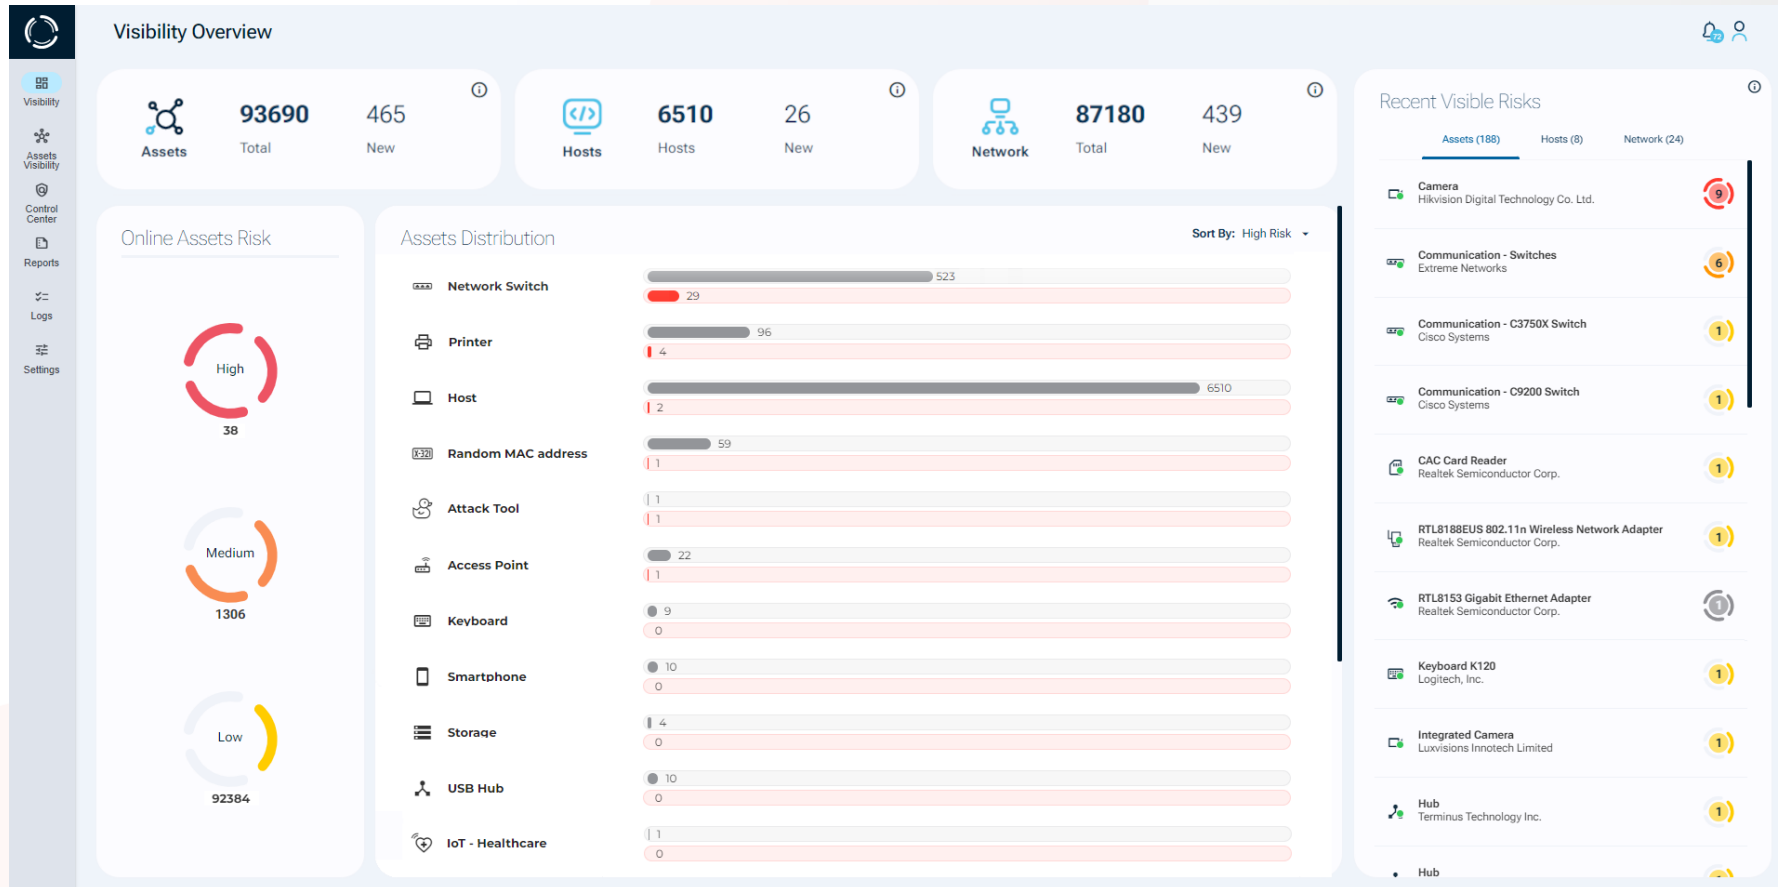 Visibility Overview
72
Visibility
Assets
Visibility
Control
Center
Reports
Logs
Settings
93690
465
Assets
Total
New
6510
26
Hosts
Hosts
New
87180
439
Network
Total
New
Online Assets Risk
High
38
Medium
1306
Low
92384
Assets Distribution
Sort By: High Risk
Network Switch
523
29
Printer
96
4
Host
6510
2
X-321
Random MAC address
59
1
Attack Tool
1
1
Access Point
22
1
Keyboard
9
0
Smartphone
10
0
Storage
4
0
USB Hub
10
0
IoT - Healthcare
1
0
Recent Visible Risks
Assets (188)
Hosts (8)
Network (24)
Camera
Hikvision Digital Technology Co. Ltd.
9
Communication - Switches
Extreme Networks
6
Communication - C3750X Switch
Cisco Systems
1
Communication - C9200 Switch
Cisco Systems
1
CAC Card Reader
Realtek Semiconductor Corp.
1
RTL8188EUS 802.11n Wireless Network Adapter
Realtek Semiconductor Corp.
1
RTL8153 Gigabit Ethernet Adapter
Realtek Semiconductor Corp.
1
Keyboard K120
Logitech, Inc.
1
Integrated Camera
Luxvisions Innotech Limited
1
Hub
Terminus Technology Inc.
1
Hub